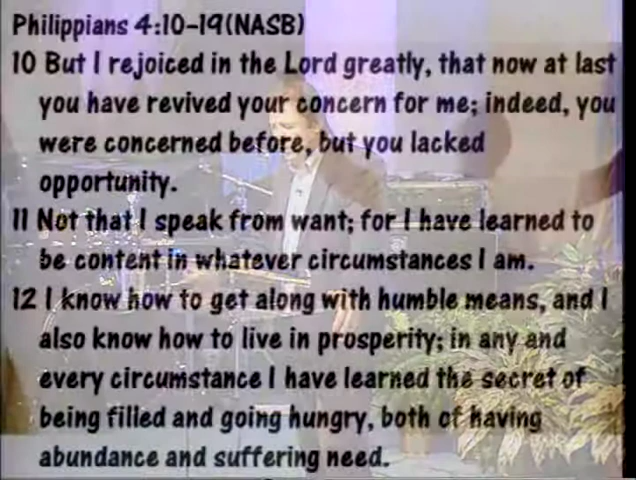 Philippians 4:10-19(NASB)
10 But I rejoiced in the Lord greatly, that now at last
you have revived your concern for me; indeed, you
were concerned before, but you lacked
opportunity.
11 Not that I speak from want; for I have learned to
be content in whatever circumstances I am.
12 I know how to get along with humble means, and I
also know how to live in prosperity; in any and
every circumstance I have learned the secret of
being filled and going hungry, both of having
abundance and suffering need.